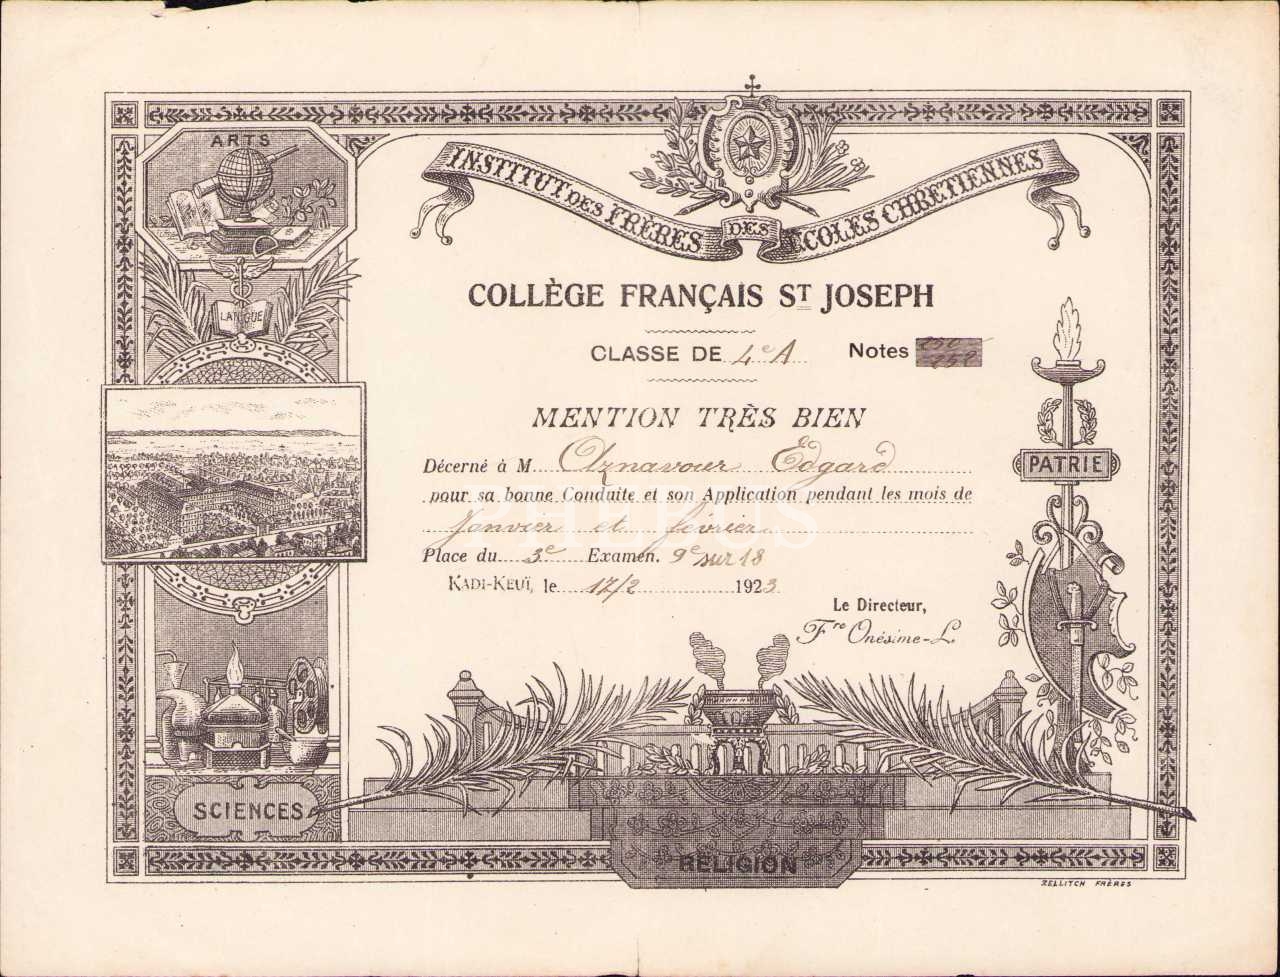 ARTS
INSTITUT DES FRÈRES DES ECOLES CHRETIENNES
LANGUE
COLLÈGE FRANÇAIS ST JOSEPH
CLASSE DE 4e A Notes 250
252
MENTION TRÈS BIEN
Décerné à M. Aznavour Edgard
pour sa bonne Conduite et son Application pendant les mois de
Janvier et février
Place du 3e Examen. 9e sur 18
KADI-KEUÏ, le 17/2 1923
PATRIE
Le Directeur,
Fre Onésime-L
PHEBUS
SCIENCES
RELIGION
ZELLITCH FRÈRES